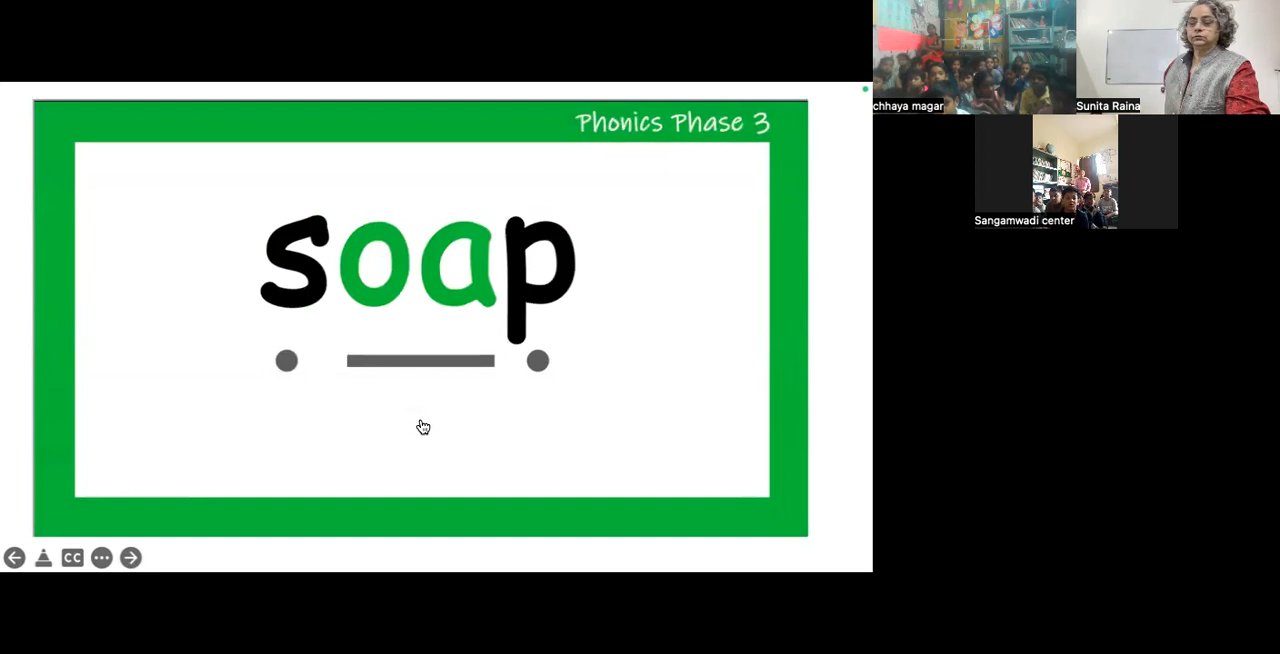 Phonics Phase 3
soap
chhaya magar
Sunita Raina
Sangamwadi center
CC